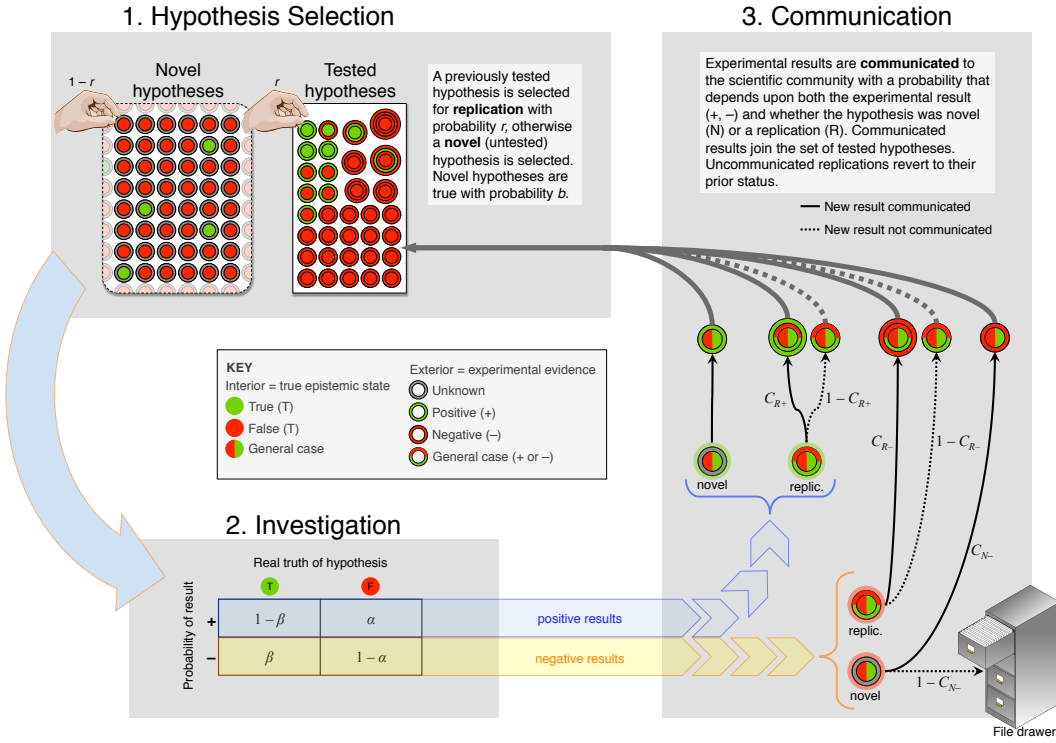 1. Hypothesis Selection
3. Communication
1 – r
Novel
hypotheses
r
Tested
hypotheses
A previously tested
hypothesis is selected
for replication with
probability r, otherwise
a novel (untested)
hypothesis is selected.
Novel hypotheses are
true with probability b.
Experimental results are communicated to
the scientific community with a probability that
depends upon both the experimental result
(+, –) and whether the hypothesis was novel
(N) or a replication (R). Communicated
results join the set of tested hypotheses.
Uncommunicated replications revert to their
prior status.
New result communicated
New result not communicated
KEY
Interior = true epistemic state
True (T)
False (T)
General case
Exterior = experimental evidence
Unknown
Positive (+)
Negative (–)
General case (+ or –)
C_R+
1 – C_R+
C_R–
1 – C_R–
C_N–
novel
replic.
2. Investigation
Real truth of hypothesis
T
F
Probability of result
+
1 – β
α
positive results
–
β
1 – α
negative results
replic.
novel
1 – C_N–
File drawer